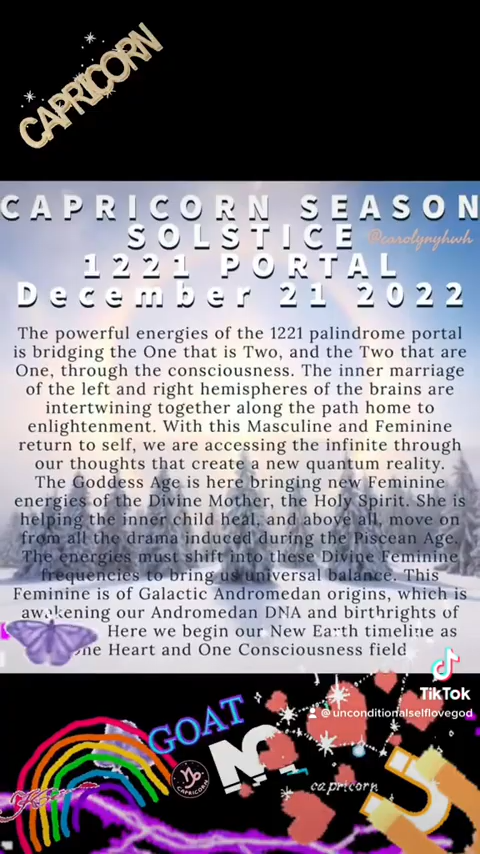 CAPRICORN
CAPRICORN SEASON
SOLSTICE
@carolynyhwh
1221 PORTAL
December 21 2022
The powerful energies of the 1221 palindrome portal
is bridging the One that is Two, and the Two that are
One, through the consciousness. The inner marriage
of the left and right hemispheres of the brains are
intertwining together along the path home to
enlightenment. With this Masculine and Feminine
return to self, we are accessing the infinite through
our thoughts that create a new quantum reality.
The Goddess Age is here bringing new Feminine
energies of the Divine Mother, the Holy Spirit. She is
helping the inner child heal, and above all, move on
from all the drama induced during the Piscean Age.
The energies must shift into these Divine Feminine
frequencies to bring us universal balance. This
Feminine is of Galactic Andromedan origins, which is
awakening our Andromedan DNA and birthrights of
Here we begin our New Earth timeline as
One Heart and One Consciousness field
TikTok
@unconditionalselflovegod
GOAT
CAPRICORN
capricorn